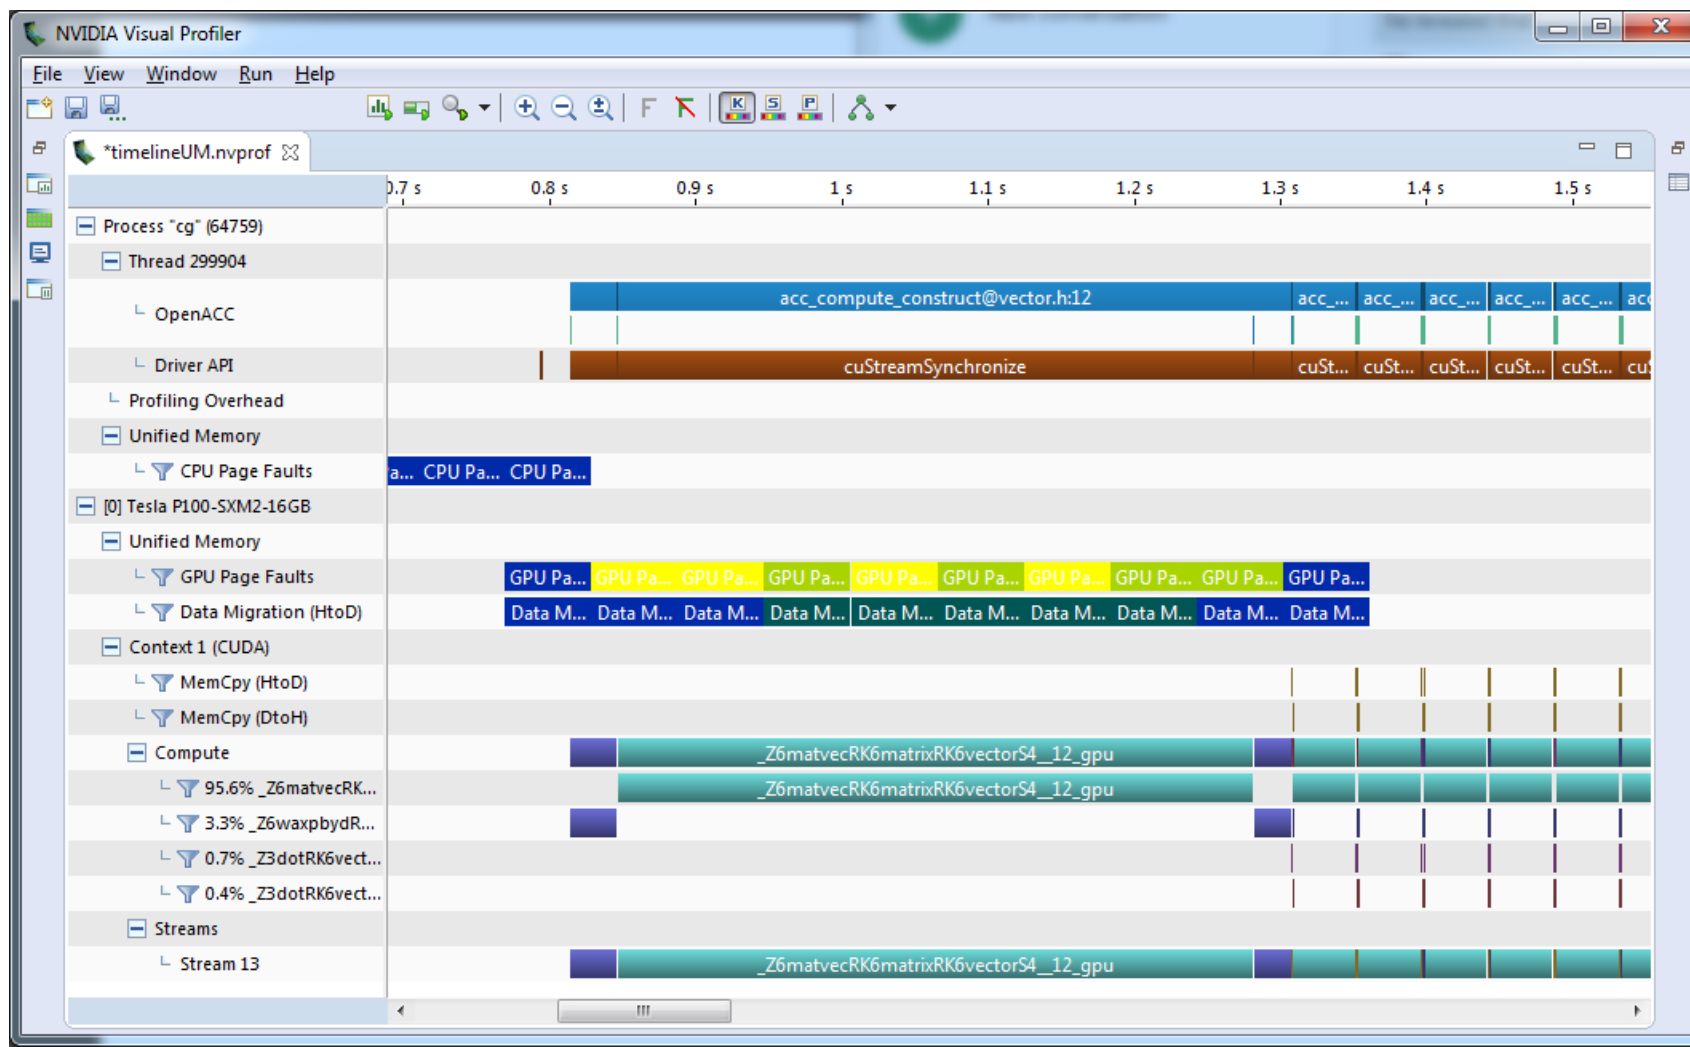 NVIDIA Visual Profiler
File View Window Run Help
*timelineUM.nvprof
0.7 s 0.8 s 0.9 s 1 s 1.1 s 1.2 s 1.3 s 1.4 s 1.5 s
Process "cg" (64759)
Thread 299904
OpenACC
acc_compute_construct@vector.h:12 acc_... acc_... acc_... acc_... acc_... acc
Driver API
cuStreamSynchronize cuSt... cuSt... cuSt... cuSt... cuSt...
Profiling Overhead
Unified Memory
CPU Page Faults
a... CPU Pa... CPU Pa...
[0] Tesla P100-SXM2-16GB
Unified Memory
GPU Page Faults
GPU Pa... GPU Pa... GPU Pa... GPU Pa... GPU Pa... GPU Pa... GPU Pa... GPU Pa... GPU Pa... GPU Pa...
Data Migration (HtoD)
Data M... Data M... Data M... Data M... Data M... Data M... Data M... Data M... Data M... Data M...
Context 1 (CUDA)
MemCpy (HtoD)
MemCpy (DtoH)
Compute
_Z6matvecRK6matrixRK6vectorS4__12_gpu
95.6% _Z6matvecRK...
_Z6matvecRK6matrixRK6vectorS4__12_gpu
3.3% _Z6waxpbydR...
0.7% _Z3dotRK6vect...
0.4% _Z3dotRK6vect...
Streams
Stream 13
_Z6matvecRK6matrixRK6vectorS4__12_gpu